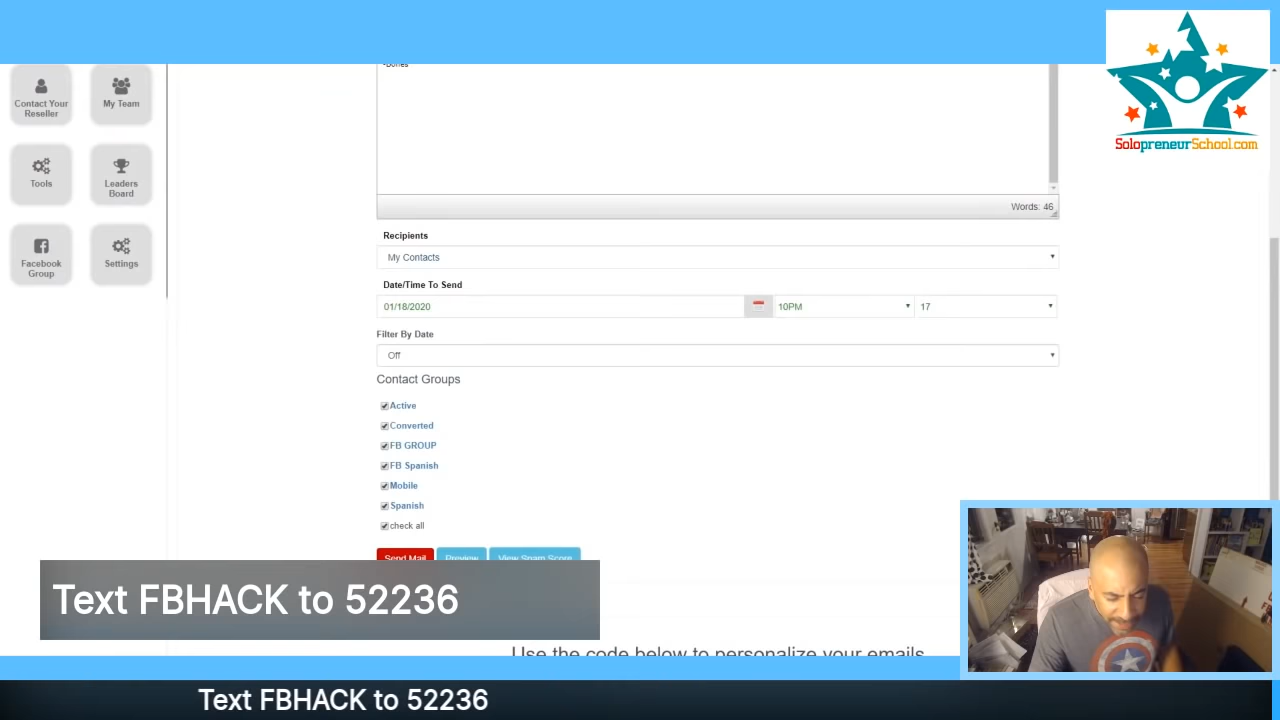 Contact Your
Reseller
My Team
Tools
Leaders
Board
Facebook
Group
Settings
-Bones
Words: 46
Recipients
My Contacts
Date/Time To Send
01/18/2020
10PM
17
Filter By Date
Off
Contact Groups
Active
Converted
FB GROUP
FB Spanish
Mobile
Spanish
check all
Send Mail
Preview
View Spam Score
Use the code below to personalize your emails
SolopreneurSchool.com
Text FBHACK to 52236
Text FBHACK to 52236